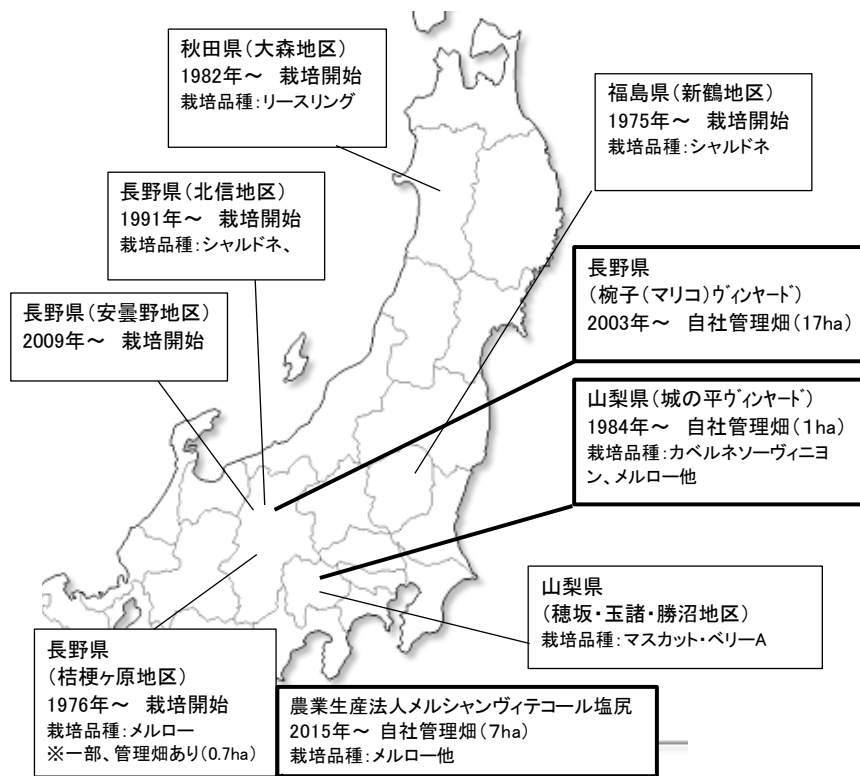 秋田県(大森地区)
1982年～ 栽培開始
栽培品種:リースリング
福島県(新鶴地区)
1975年～ 栽培開始
栽培品種:シャルドネ
長野県(北信地区)
1991年～ 栽培開始
栽培品種:シャルドネ、
長野県
(椀子(マリコ)ヴィンヤード)
2003年～ 自社管理畑(17ha)
長野県(安曇野地区)
2009年～ 栽培開始
山梨県(城の平ヴィンヤード)
1984年～ 自社管理畑(1ha)
栽培品種:カベルネソーヴィニヨ
ン、メルロー他
山梨県
(穂坂・玉諸・勝沼地区)
栽培品種:マスカット・ベリーA
長野県
(桔梗ヶ原地区)
1976年～ 栽培開始
栽培品種:メルロー
※一部、管理畑あり(0.7ha)
農業生産法人メルシャンヴィテコール塩尻
2015年～ 自社管理畑(7ha)
栽培品種:メルロー他